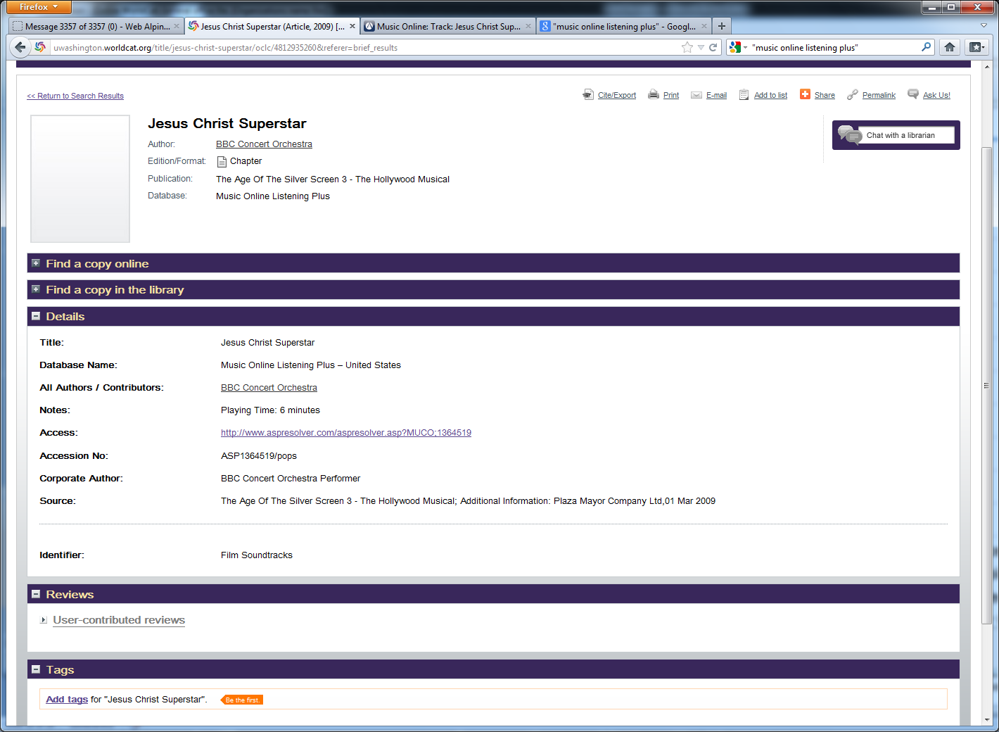 Firefox
Message 3357 of 3357 (0) - Web Alpin...
Jesus Christ Superstar (Article, 2009) [...
Music Online: Track: Jesus Christ Sup...
"music online listening plus" - Googl...
uwashington.worldcat.org/title/jesus-christ-superstar/oclc/4812935260&referer=brief_results
"music online listening plus"
<< Return to Search Results
Cite/Export
Print
E-mail
Add to list
Share
Permalink
Ask Us!
Jesus Christ Superstar
Chat with a librarian
Author: BBC Concert Orchestra
Edition/Format: Chapter
Publication: The Age Of The Silver Screen 3 - The Hollywood Musical
Database: Music Online Listening Plus
Find a copy online
Find a copy in the library
Details
Title: Jesus Christ Superstar
Database Name: Music Online Listening Plus – United States
All Authors / Contributors: BBC Concert Orchestra
Notes: Playing Time: 6 minutes
Access: http://www.aspresolver.com/aspresolver.asp?MUCO;1364519
Accession No: ASP1364519/pops
Corporate Author: BBC Concert Orchestra Performer
Source: The Age Of The Silver Screen 3 - The Hollywood Musical; Additional Information: Plaza Mayor Company Ltd,01 Mar 2009
Identifier: Film Soundtracks
Reviews
User-contributed reviews
Tags
Add tags for "Jesus Christ Superstar". Be the first.